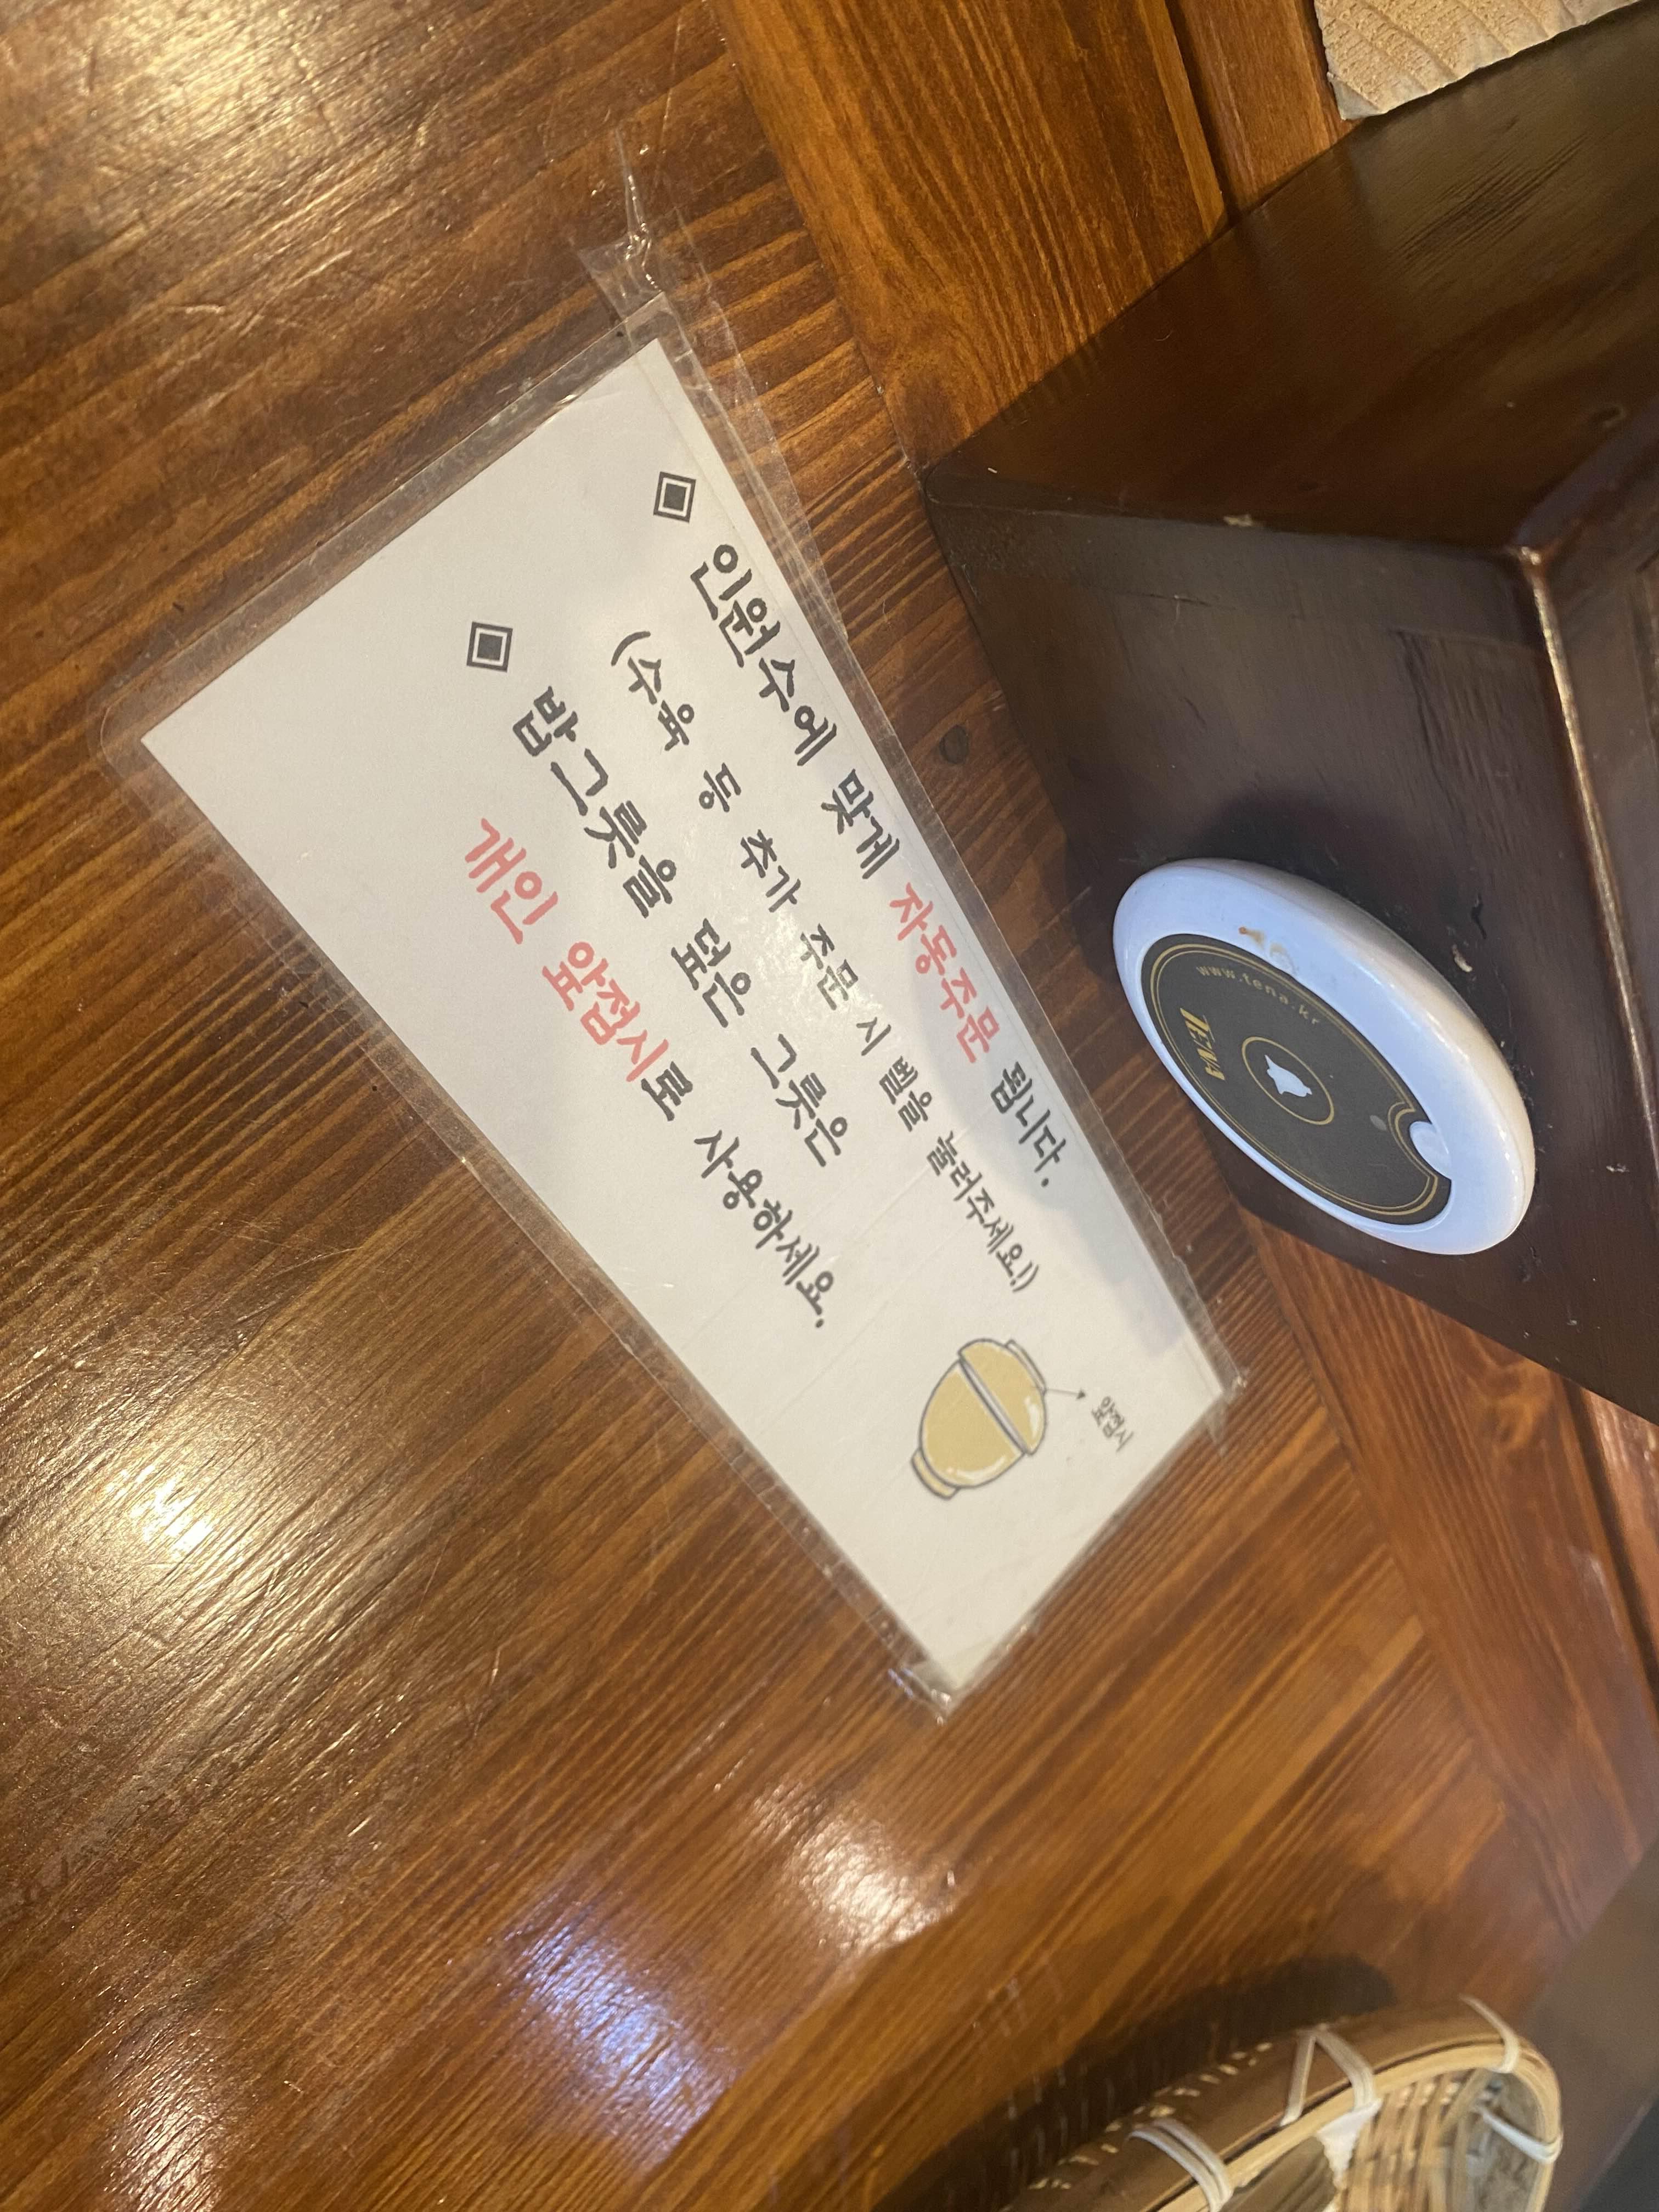 ◈ 인원수에 맞게 자동주문 됩니다.
(수육 등 추가 주문 시 벨을 눌러주세요!)
◈ 밥그릇을 덮은 그릇은
개인 앞접시로 사용하세요.
앞접시
www.tena.kr
TENA